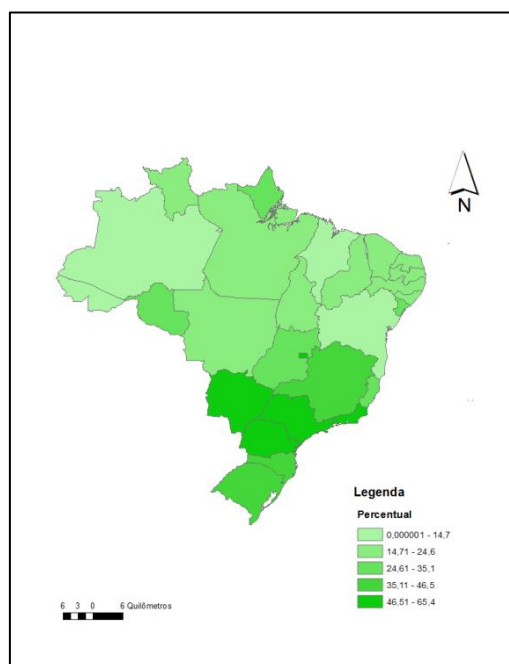 N
Legenda
Percentual
0,000001 - 14,7
14,71 - 24,6
24,61 - 35,1
35,11 - 46,5
46,51 - 65,4
6 3 0 6 Quilômetros